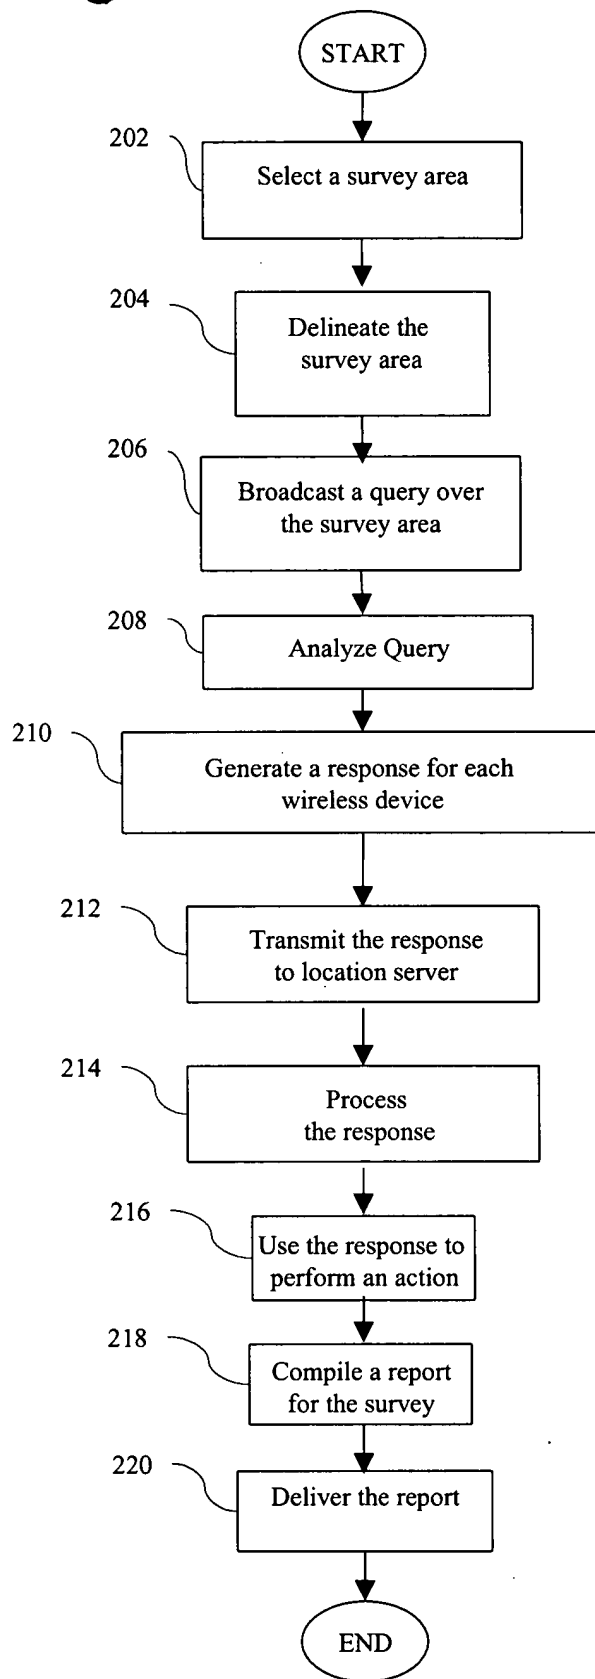 START
202
Select a survey area
204
Delineate the
survey area
206
Broadcast a query over
the survey area
208
Analyze Query
210
Generate a response for each
wireless device
212
Transmit the response
to location server
214
Process
the response
216
Use the response to
perform an action
218
Compile a report
for the survey
220
Deliver the report
END